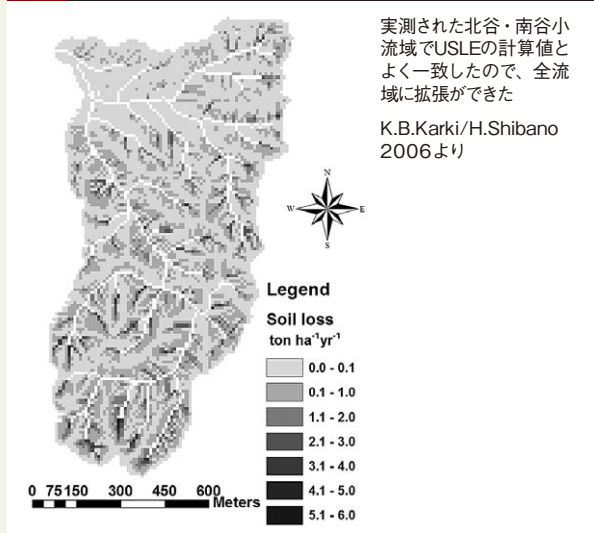 実測された北谷・南谷小
流域でUSLEの計算値と
よく一致したので、全流
域に拡張ができた
K.B.Karki/H.Shibano
2006より
N
W
E
S
Legend
Soil loss
ton ha⁻¹yr⁻¹
0.0 - 0.1
0.1 - 1.0
1.1 - 2.0
2.1 - 3.0
3.1 - 4.0
4.1 - 5.0
5.1 - 6.0
0 75 150 300 450 600
Meters